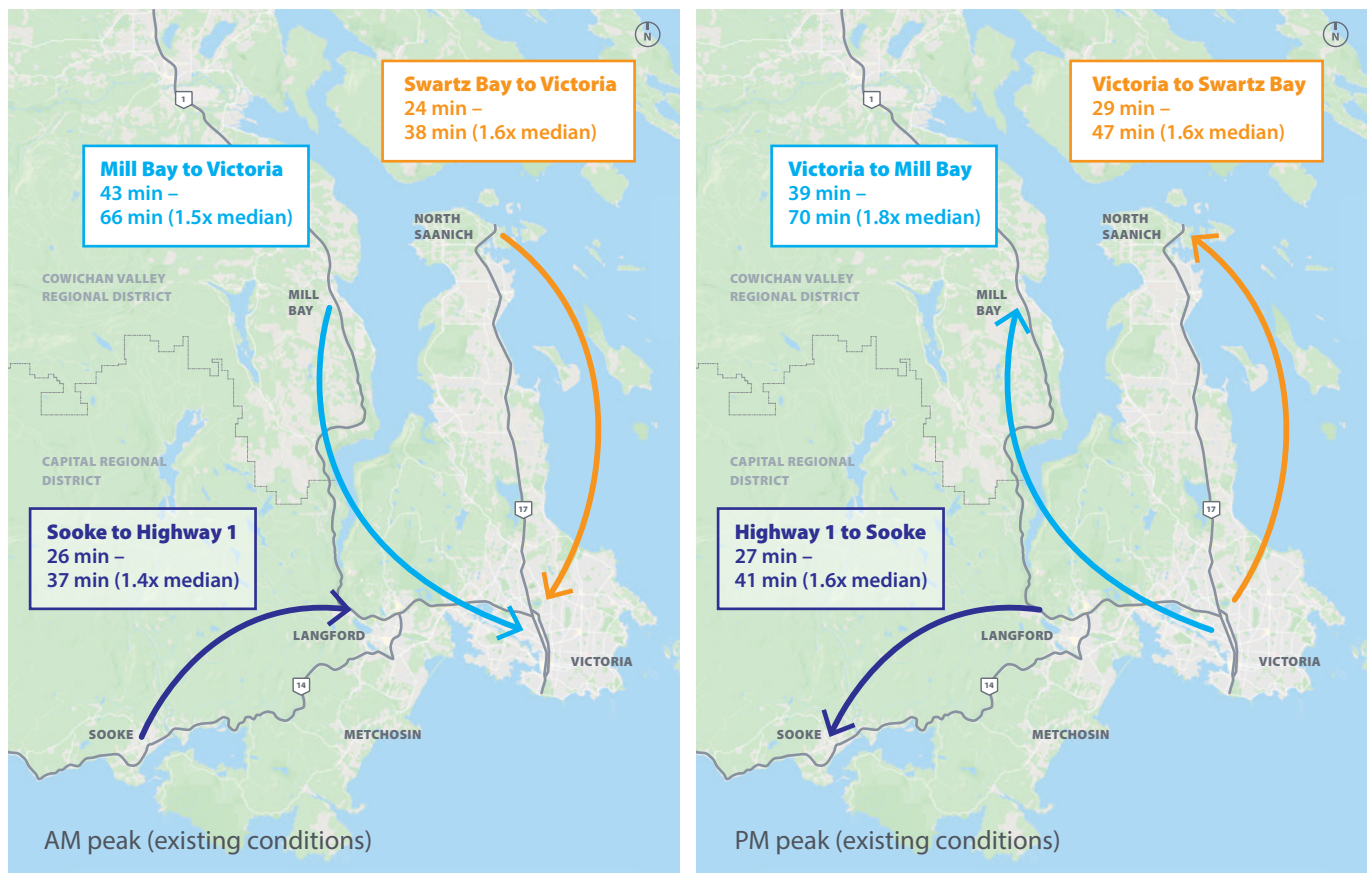 N
1
Swartz Bay to Victoria
24 min –
38 min (1.6x median)
Mill Bay to Victoria
43 min –
66 min (1.5x median)
NORTH
SAANICH
COWICHAN VALLEY
REGIONAL DISTRICT
MILL
BAY
CAPITAL REGIONAL
DISTRICT
17
Sooke to Highway 1
26 min –
37 min (1.4x median)
LANGFORD
VICTORIA
14
SOOKE
METCHOSIN
AM peak (existing conditions)
N
1
Victoria to Swartz Bay
29 min –
47 min (1.6x median)
Victoria to Mill Bay
39 min –
70 min (1.8x median)
NORTH
SAANICH
COWICHAN VALLEY
REGIONAL DISTRICT
MILL
BAY
CAPITAL REGIONAL
DISTRICT
17
Highway 1 to Sooke
27 min –
41 min (1.6x median)
LANGFORD
VICTORIA
14
SOOKE
METCHOSIN
PM peak (existing conditions)